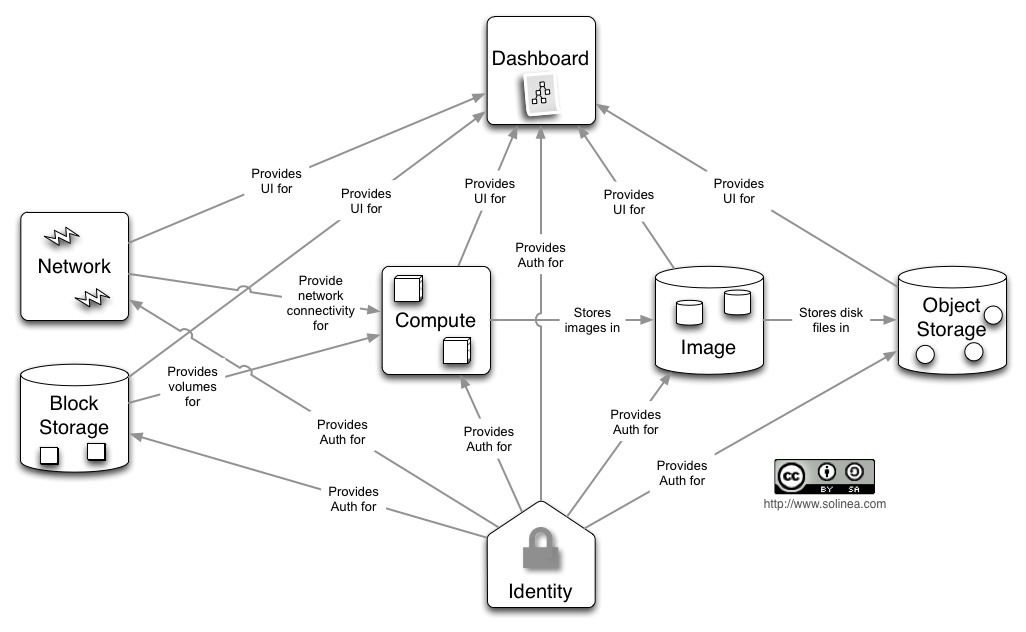 Dashboard
Provides
UI for
Provides
UI for
Provides
UI for
Provides
UI for
Provides
UI for
Provides
Auth for
Network
Provide
network
connectivity
for
Compute
Stores
images in
Image
Stores disk
files in
Object
Storage
Block
Storage
Provides
volumes
for
Provides
Auth for
Provides
Auth for
Provides
Auth for
Provides
Auth for
Provides
Auth for
Identity
cc
BY SA
http://www.solinea.com